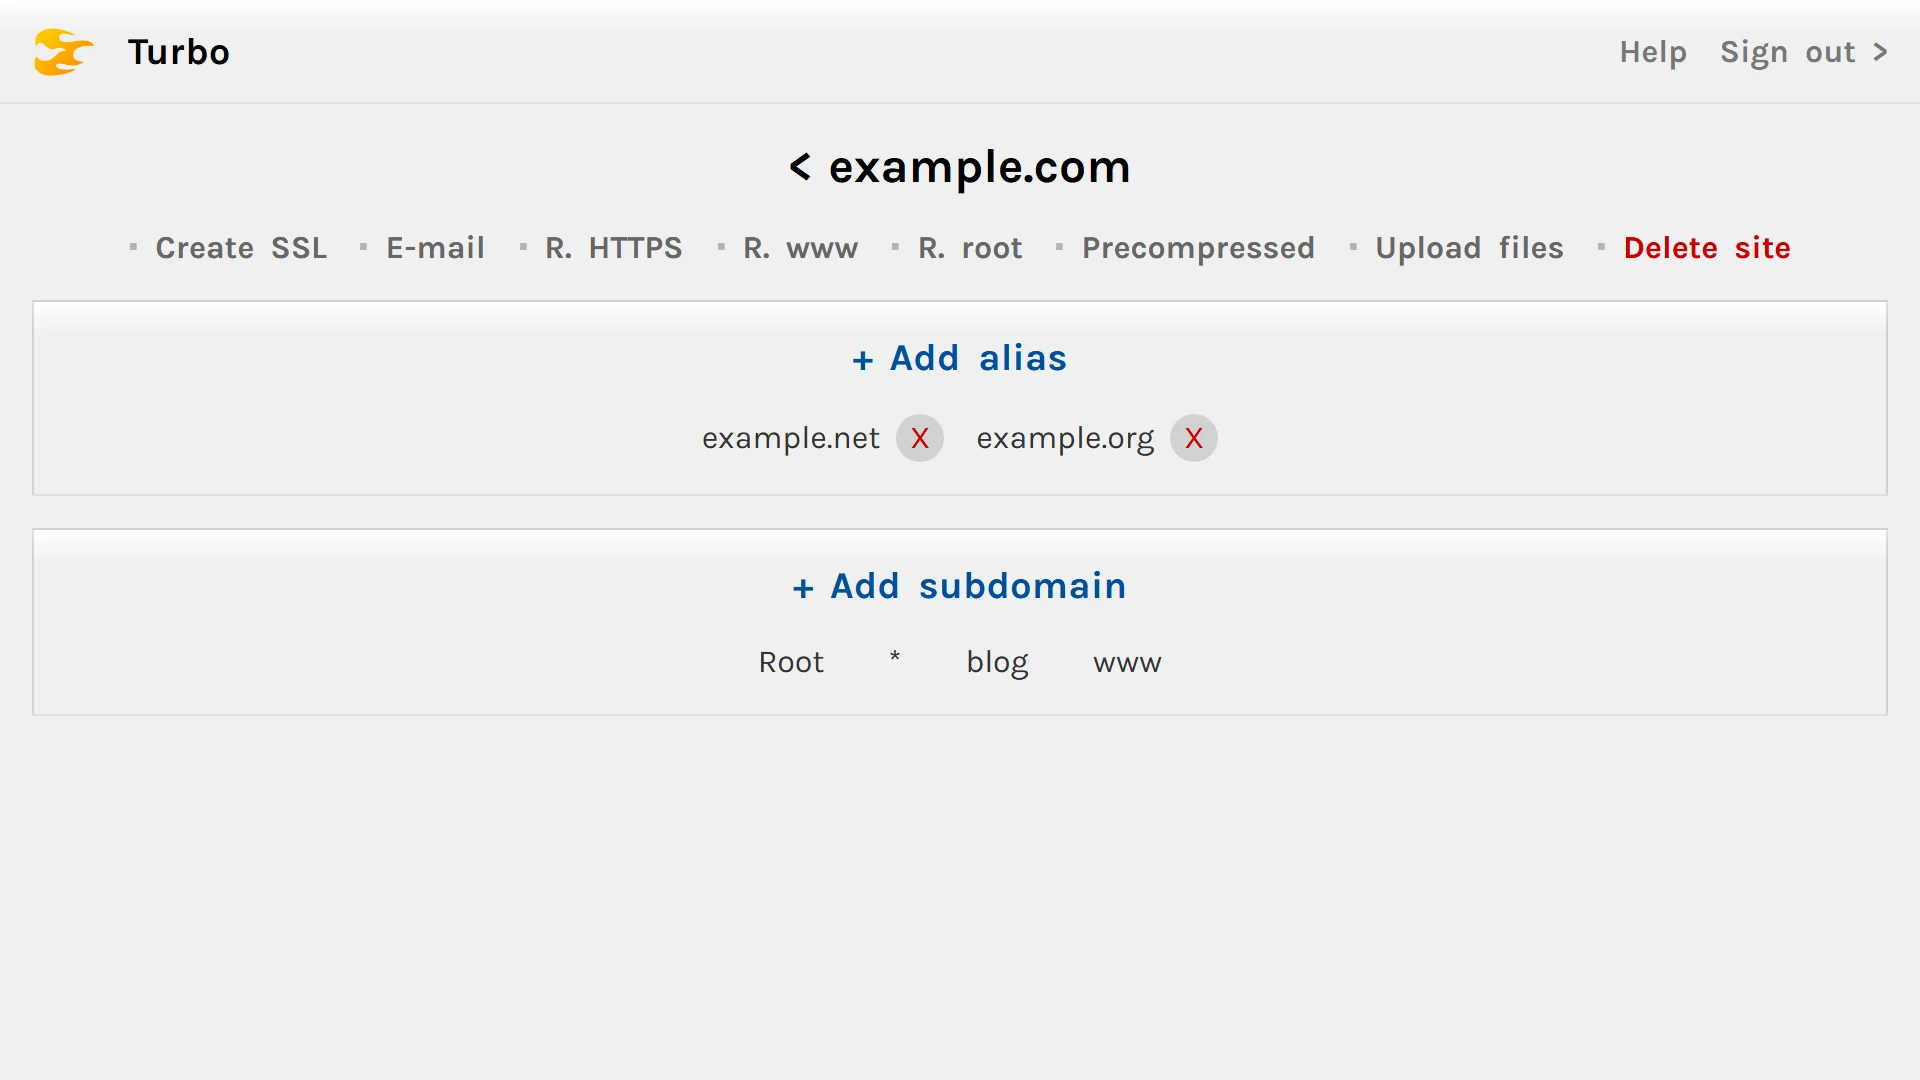 Turbo Help Sign out >
< example.com
▪ Create SSL ▪ E-mail ▪ R. HTTPS ▪ R. www ▪ R. root ▪ Precompressed ▪ Upload files ▪ Delete site
+ Add alias
example.net X example.org X
+ Add subdomain
Root * blog www